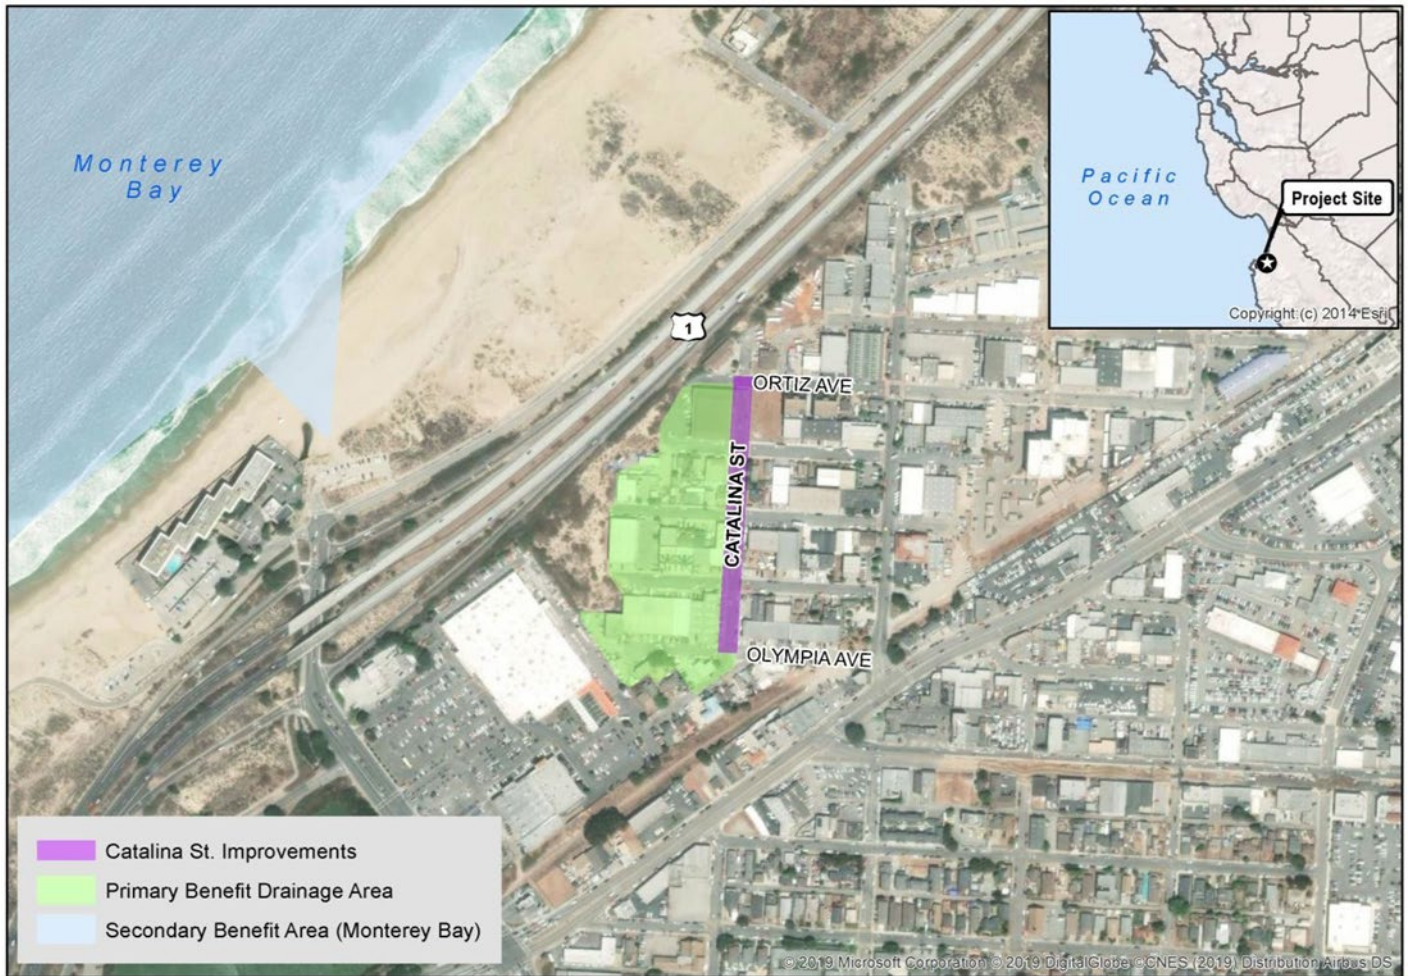 Monterey
Bay
Pacific
Ocean
Project Site
Copyright:(c) 2014 Esri
1
ORTIZ AVE
CATALINA ST
OLYMPIA AVE
Catalina St. Improvements
Primary Benefit Drainage Area
Secondary Benefit Area (Monterey Bay)
© 2019 Microsoft Corporation © 2019 DigitalGlobe ©CNES (2019) Distribution Airbus DS